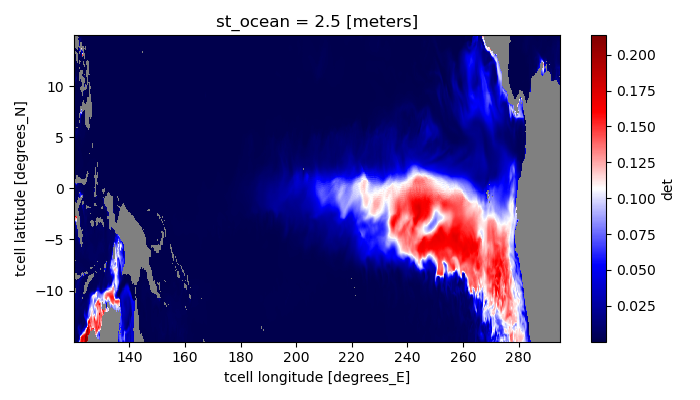 st_ocean = 2.5 [meters]
tcell latitude [degrees_N]
10
5
0
−5
−10
140 160 180 200 220 240 260 280
tcell longitude [degrees_E]
0.200
0.175
0.150
0.125
0.100
0.075
0.050
0.025
det